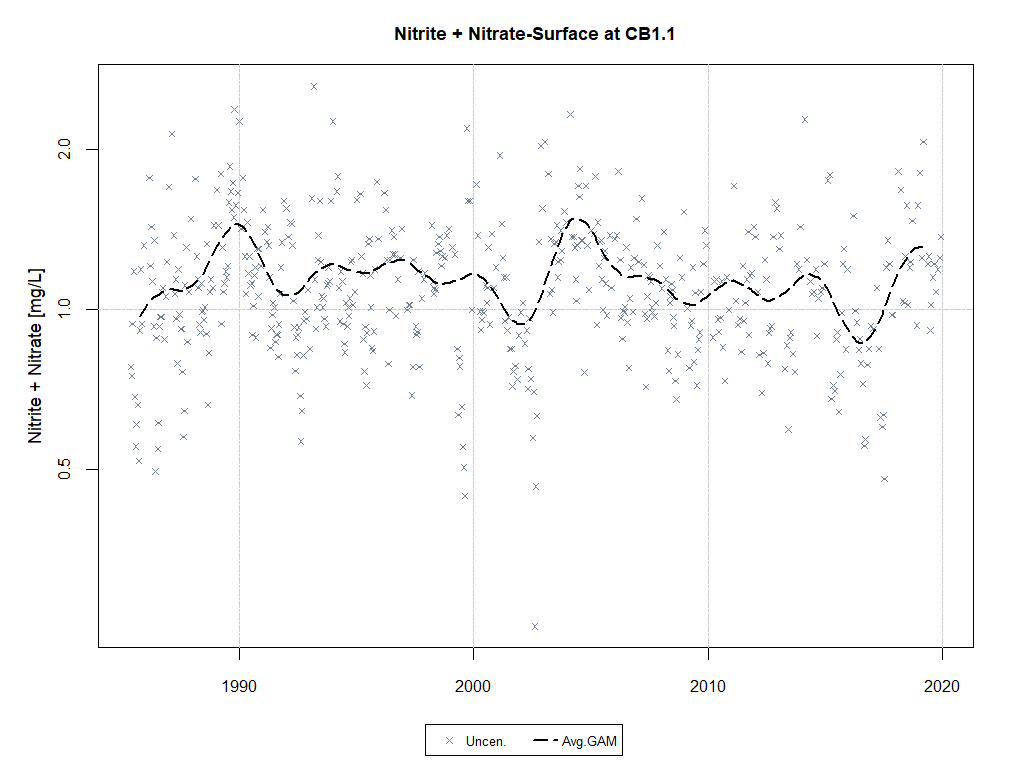 Nitrite + Nitrate-Surface at CB1.1
Nitrite + Nitrate [mg/L]
2.0
1.0
0.5
1990
2000
2010
2020
Uncen.
Avg.GAM